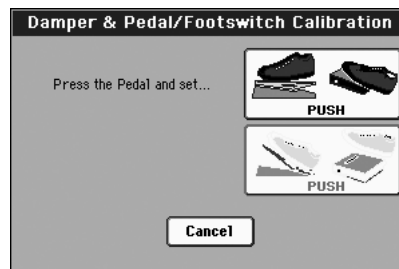 Damper & Pedal/Footswitch Calibration
Press the Pedal and set...
PUSH
PUSH
Cancel